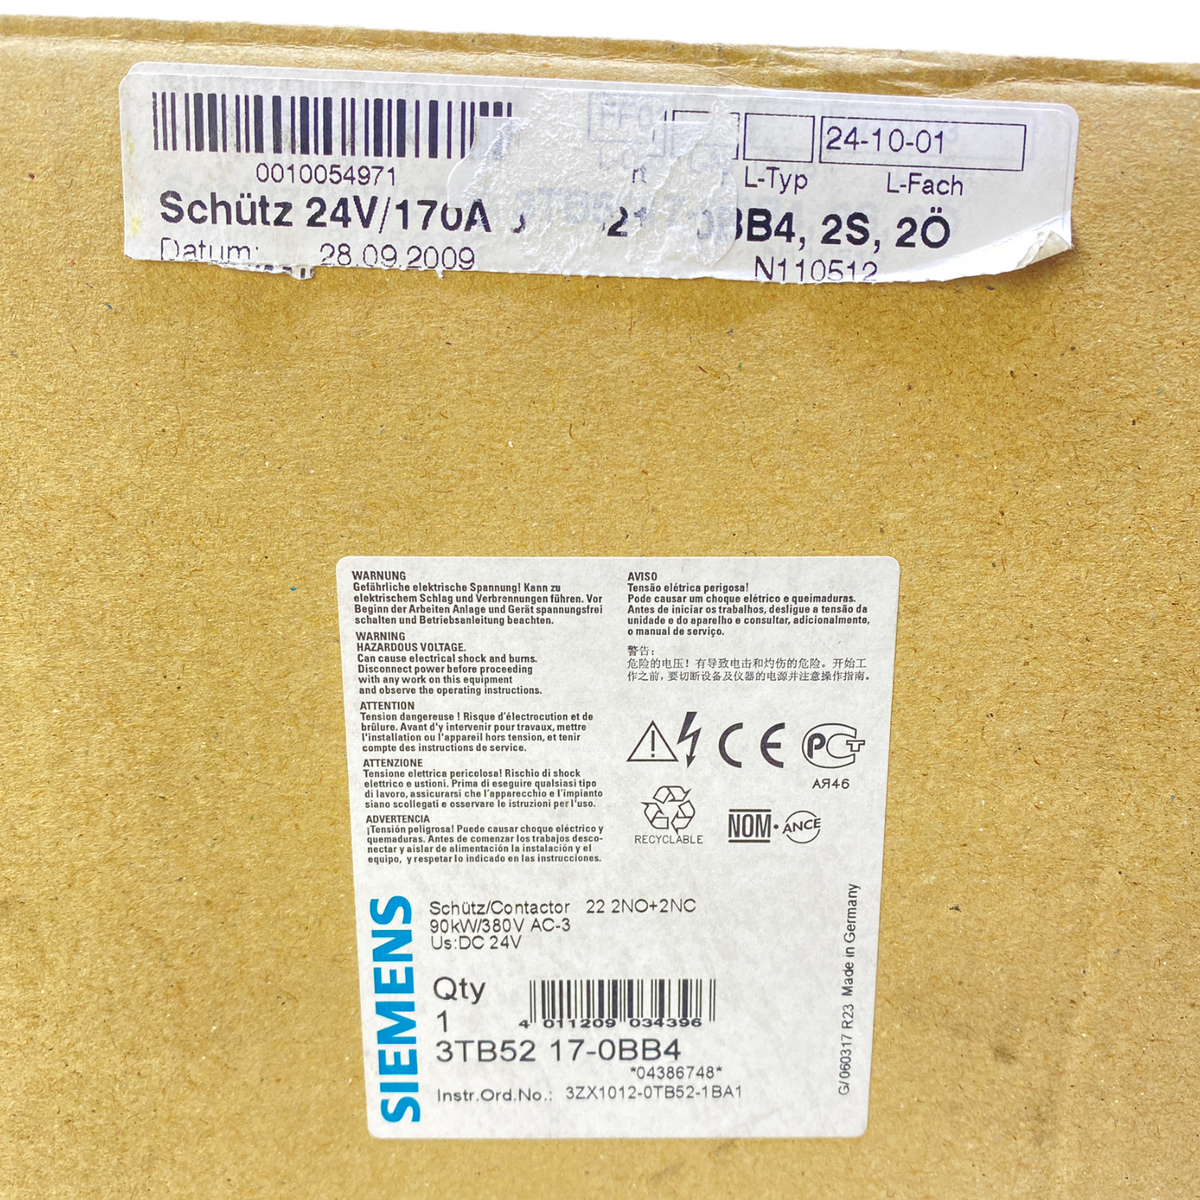 24-10-01
0010054971
L-Typ
L-Fach
Schütz 24V/170A BB4, 2S, 2Ö
Datum: 28.09.2009
N110512
WARNUNG
Gefährliche elektrische Spannung! Kann zu
elektrischem Schlag und Verbrennungen führen. Vor
Beginn der Arbeiten Anlage und Gerät spannungsfrei
schalten und Betriebsanleitung beachten.
WARNING
HAZARDOUS VOLTAGE.
Can cause electrical shock and burns.
Disconnect power before proceeding
with any work on this equipment
and observe the operating instructions.
ATTENTION
Tension dangereuse ! Risque d'électrocution et de
brûlure. Avant d'y intervenir pour travaux, mettre
l'installation ou l'appareil hors tension, et tenir
compte des instructions de service.
ATTENZIONE
Tensione elettrica pericolosa! Rischio di shock
elettrico e ustioni. Prima di eseguire qualsiasi tipo
di lavoro, assicurarsi che l'apparecchio e l'impianto
siano scollegati e osservare le istruzioni per l'uso.
ADVERTENCIA
¡Tensión peligrosa! Puede causar choque eléctrico y
quemaduras. Antes de comenzar los trabajos desco-
nectar y aislar de alimentación la instalación y el
equipo, y respetar lo indicado en las instrucciones.
AVISO
Tensão elétrica perigosa!
Pode causar um choque elétrico e queimaduras.
Antes de iniciar os trabalhos, desligue a tensão da
unidade e do aparelho e consultar, adicionalmente,
o manual de serviço.
警告:
危险的电压! 有导致电击和灼伤的危险。开始工
作之前, 要切断设备及仪器的电源并注意操作指南。
CE
PCT
АЯ46
RECYCLABLE
NOM · ANCE
SIEMENS
Schütz/Contactor 22 2NO+2NC
90kW/380V AC-3
Us:DC 24V
Qty
1
4 011209 034396
3TB52 17-0BB4
*04386748*
Instr.Ord.No.: 3ZX1012-0TB52-1BA1
G/060317 R23 Made in Germany